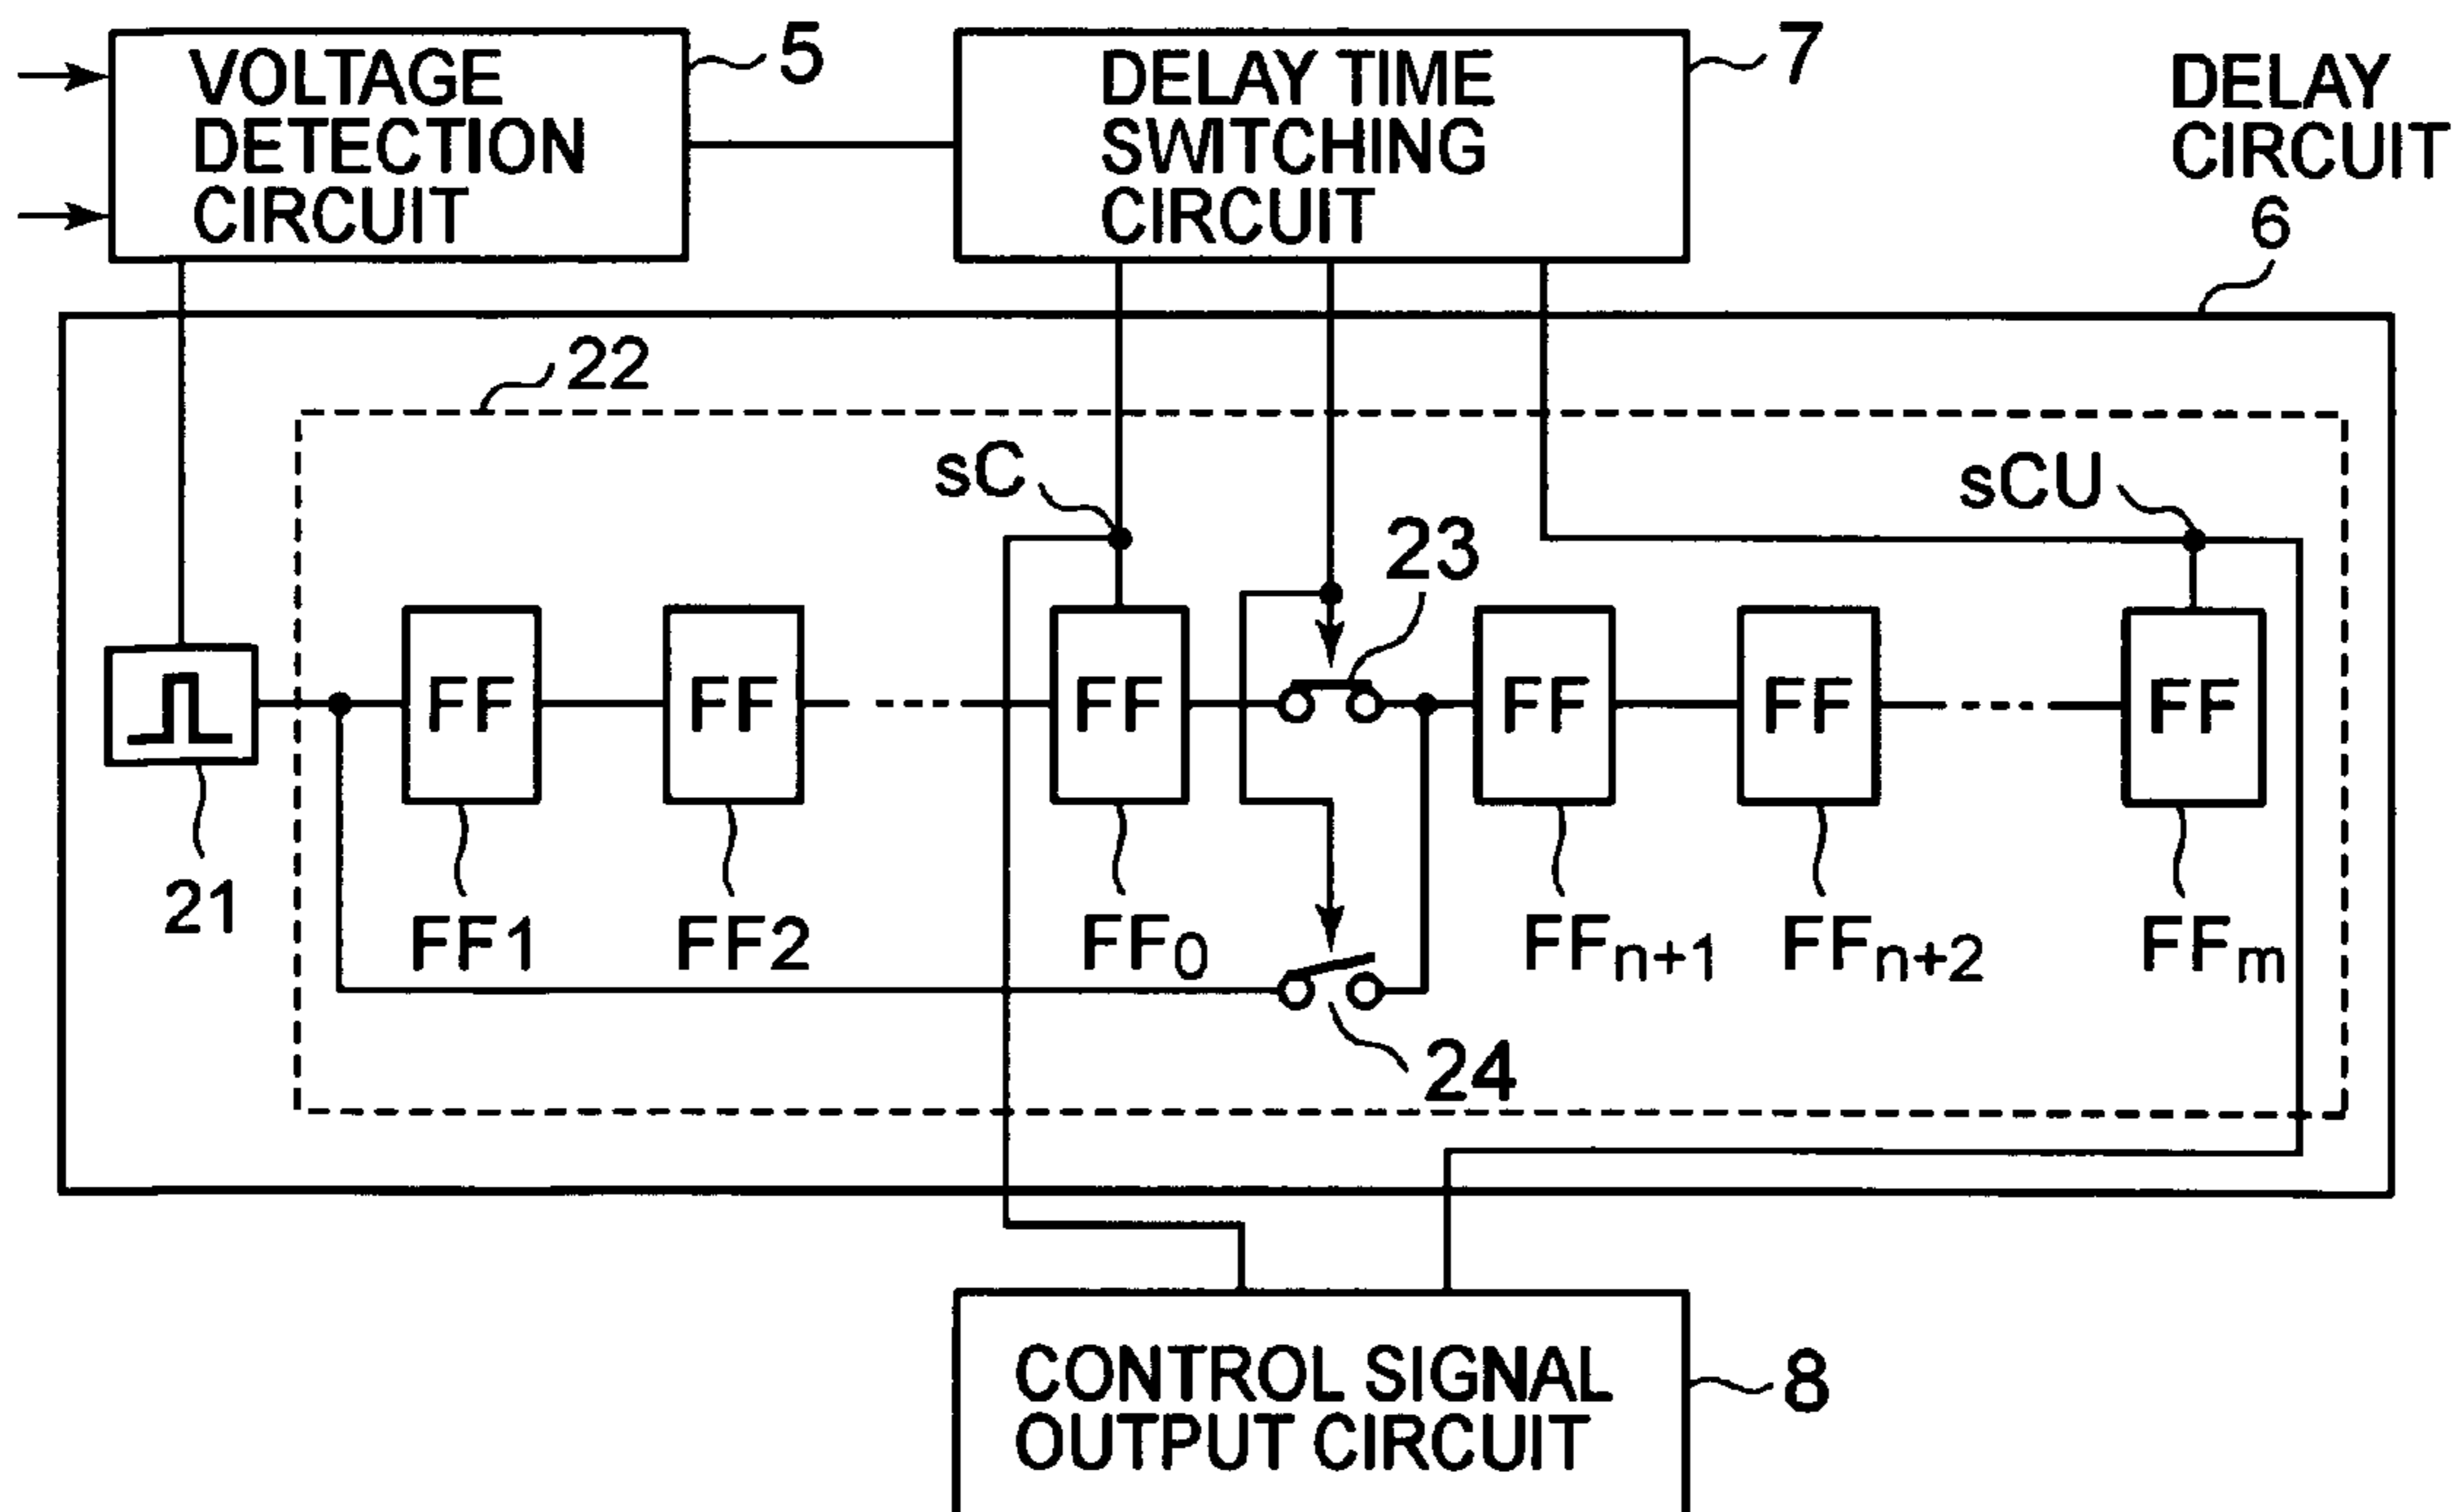 VOLTAGE
DETECTION
CIRCUIT
5
DELAY TIME
SWITCHING
CIRCUIT
7
DELAY
CIRCUIT
6
22
sC
sCU
23
FF
FF
FF
FF
FF
FF
21
FF1
FF2
FF0
FFn+1
FFn+2
FFm
24
CONTROL SIGNAL
OUTPUT CIRCUIT
8